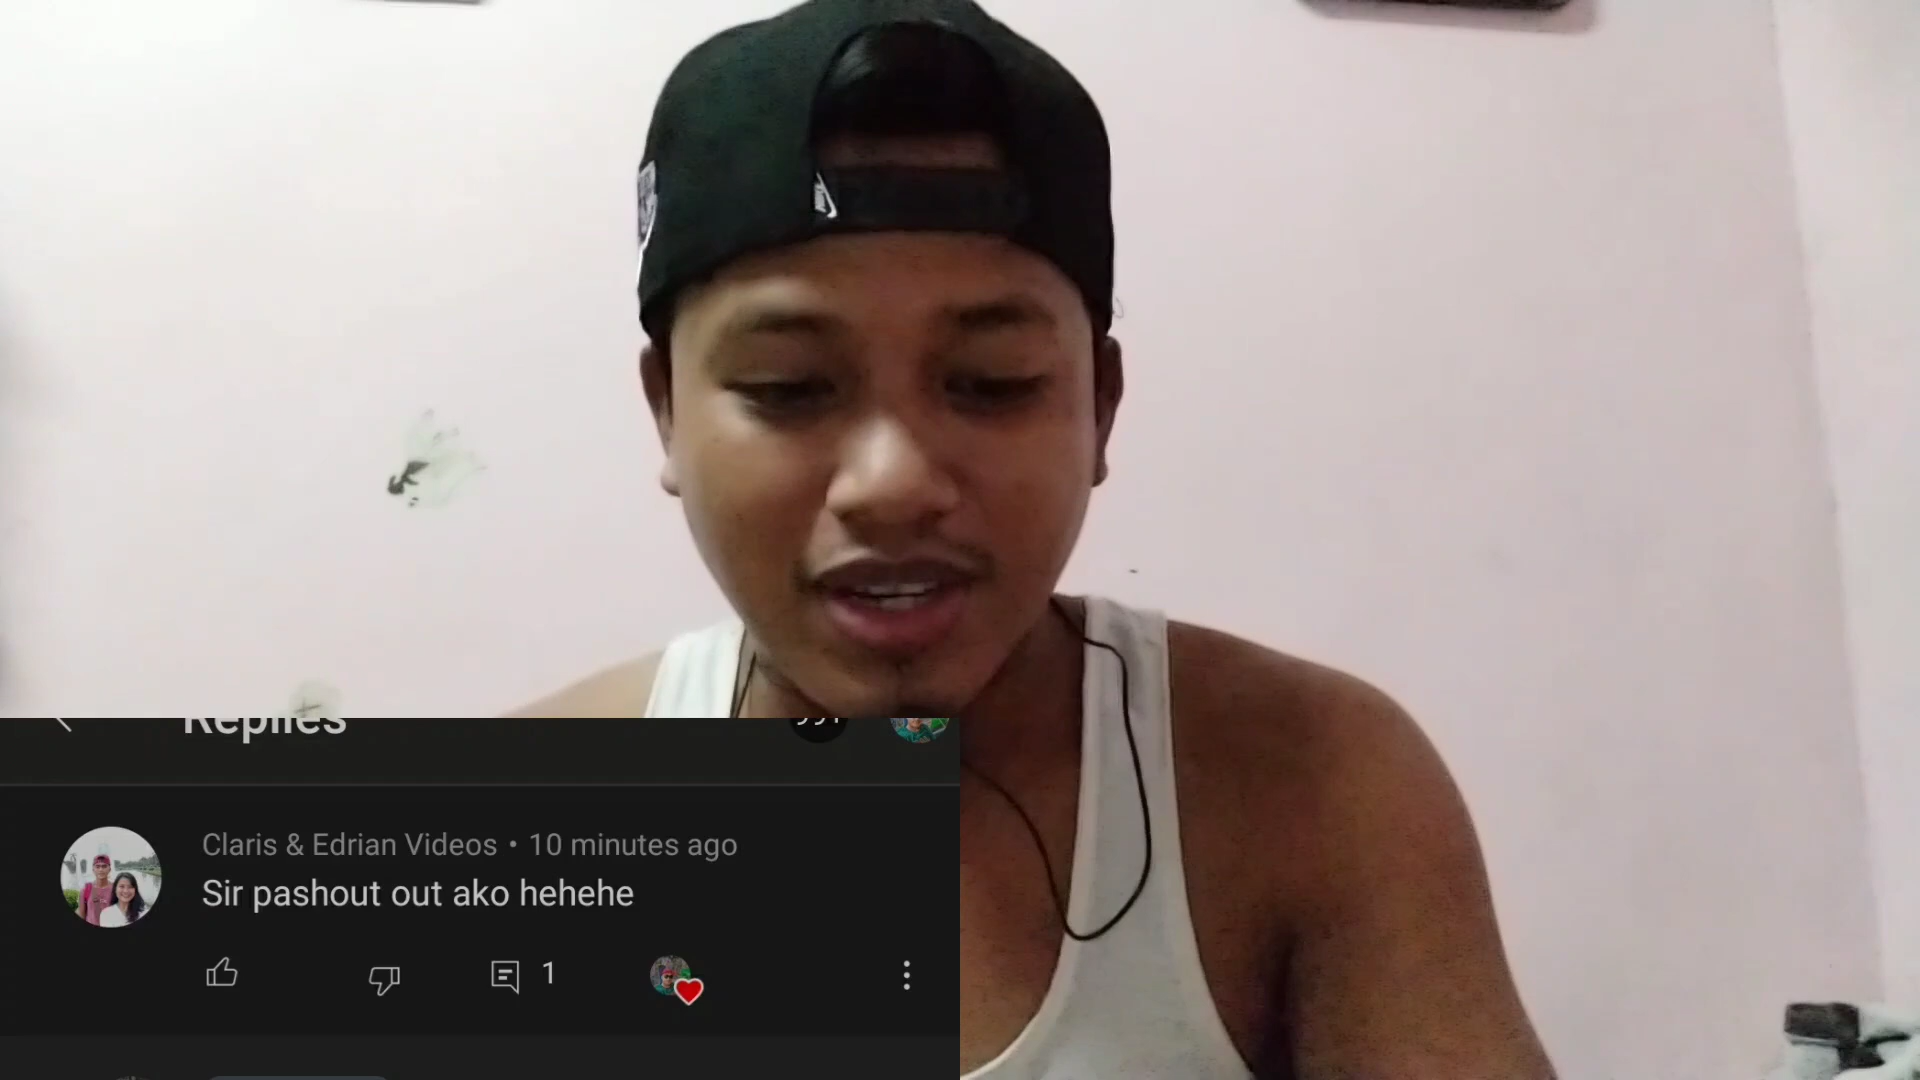 Replies
Claris & Edrian Videos • 10 minutes ago
Sir pashout out ako hehehe
1